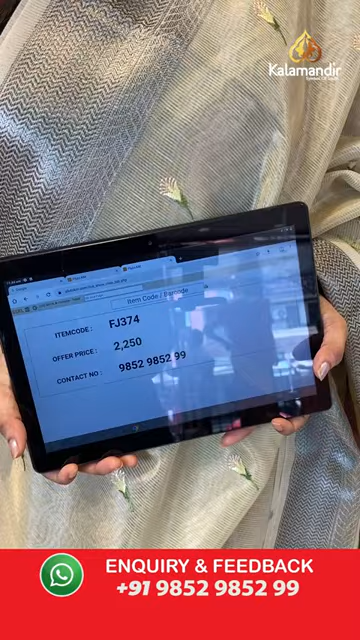 Kalamandir
Item Code / Barcode
ITEMCODE : FJ374
OFFER PRICE : 2,250
CONTACT NO : 9852 9852 99
ENQUIRY & FEEDBACK
+91 9852 9852 99